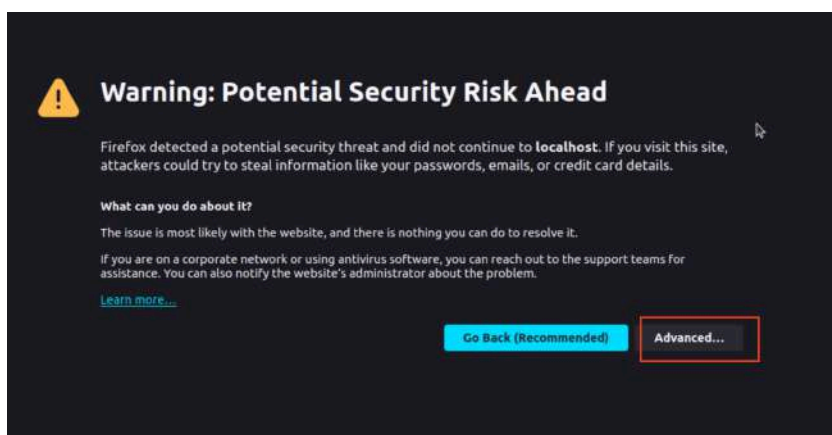 Warning: Potential Security Risk Ahead
Firefox detected a potential security threat and did not continue to localhost. If you visit this site,
attackers could try to steal information like your passwords, emails, or credit card details.
What can you do about it?
The issue is most likely with the website, and there is nothing you can do to resolve it.
If you are on a corporate network or using antivirus software, you can reach out to the support teams for
assistance. You can also notify the website's administrator about the problem.
Learn more...
Go Back (Recommended)
Advanced...